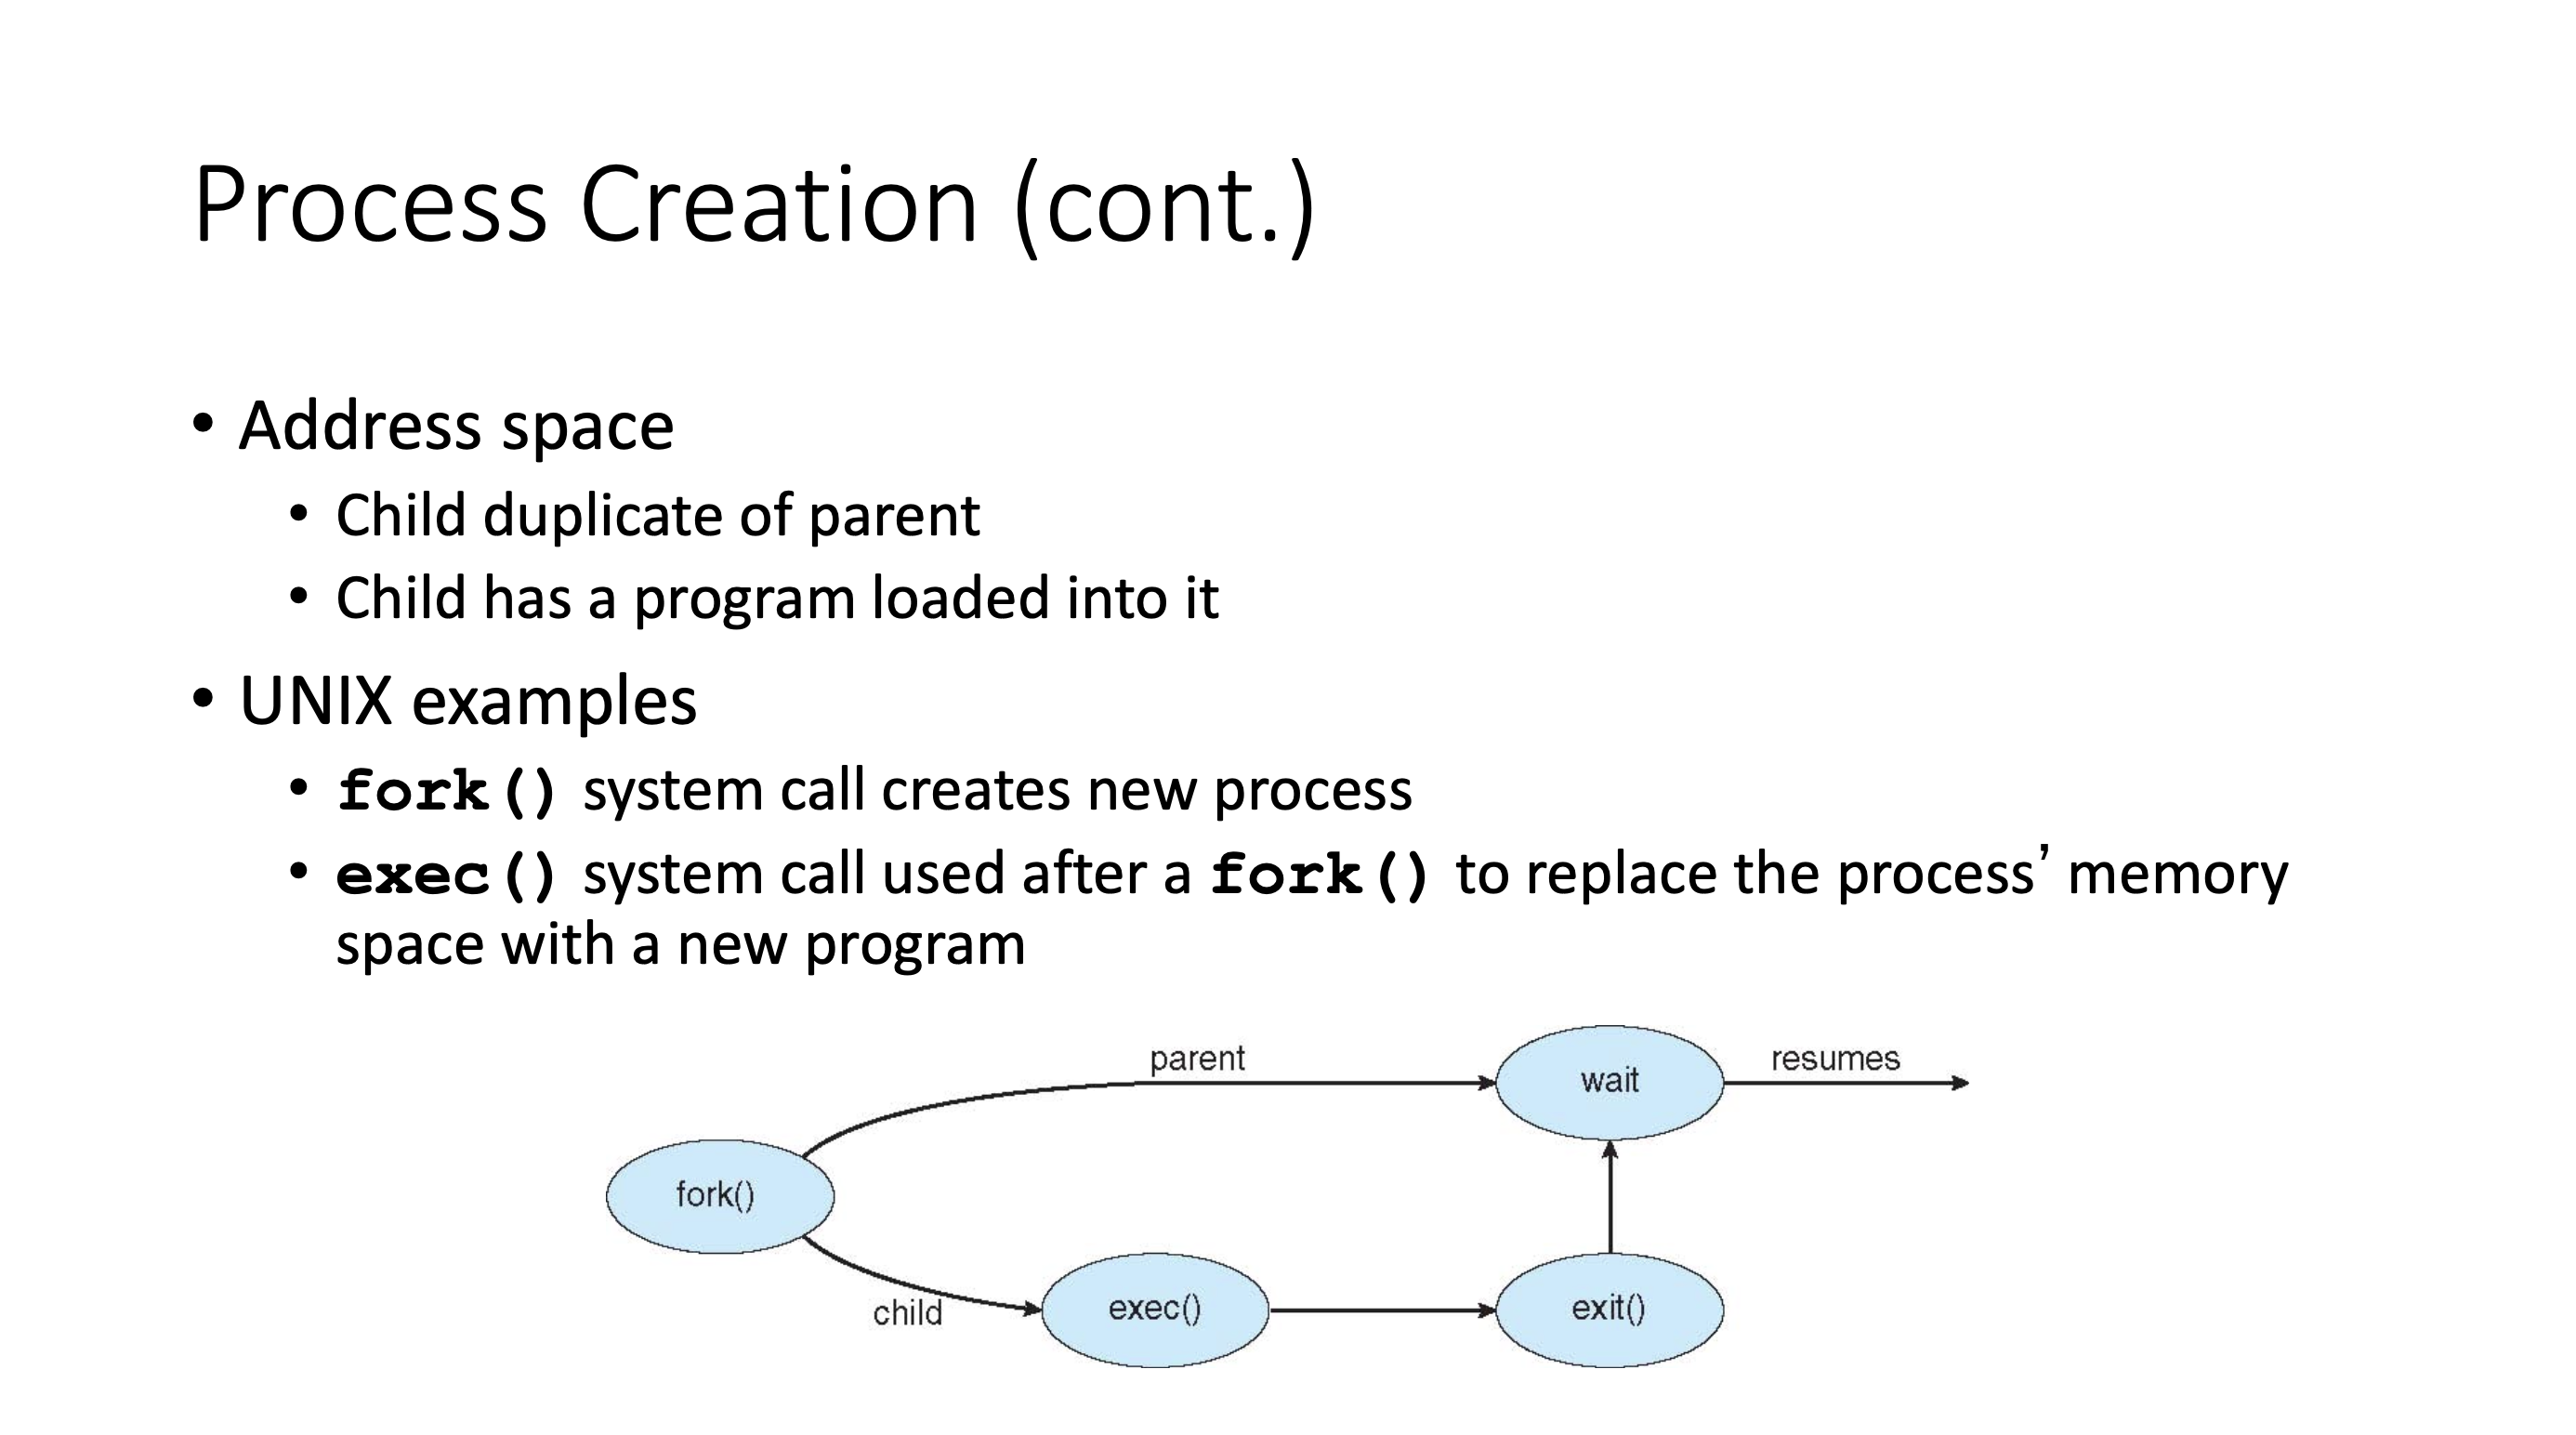 Process Creation (cont.)
• Address space
• Child duplicate of parent
• Child has a program loaded into it
• UNIX examples
• fork() system call creates new process
• exec() system call used after a fork() to replace the process’ memory
space with a new program
parent
wait
resumes
fork()
child
exec()
exit()